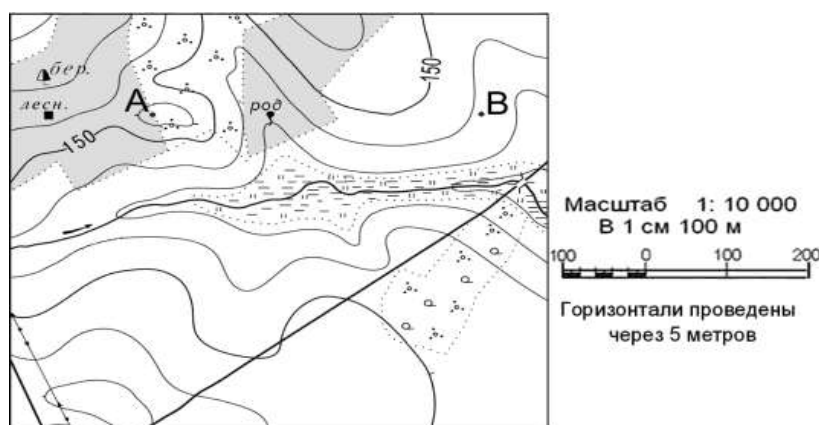 бер.
лесн.
А
род
В
150
150
Масштаб 1: 10 000
В 1 см 100 м
100 0 100 200
Горизонтали проведены
через 5 метров